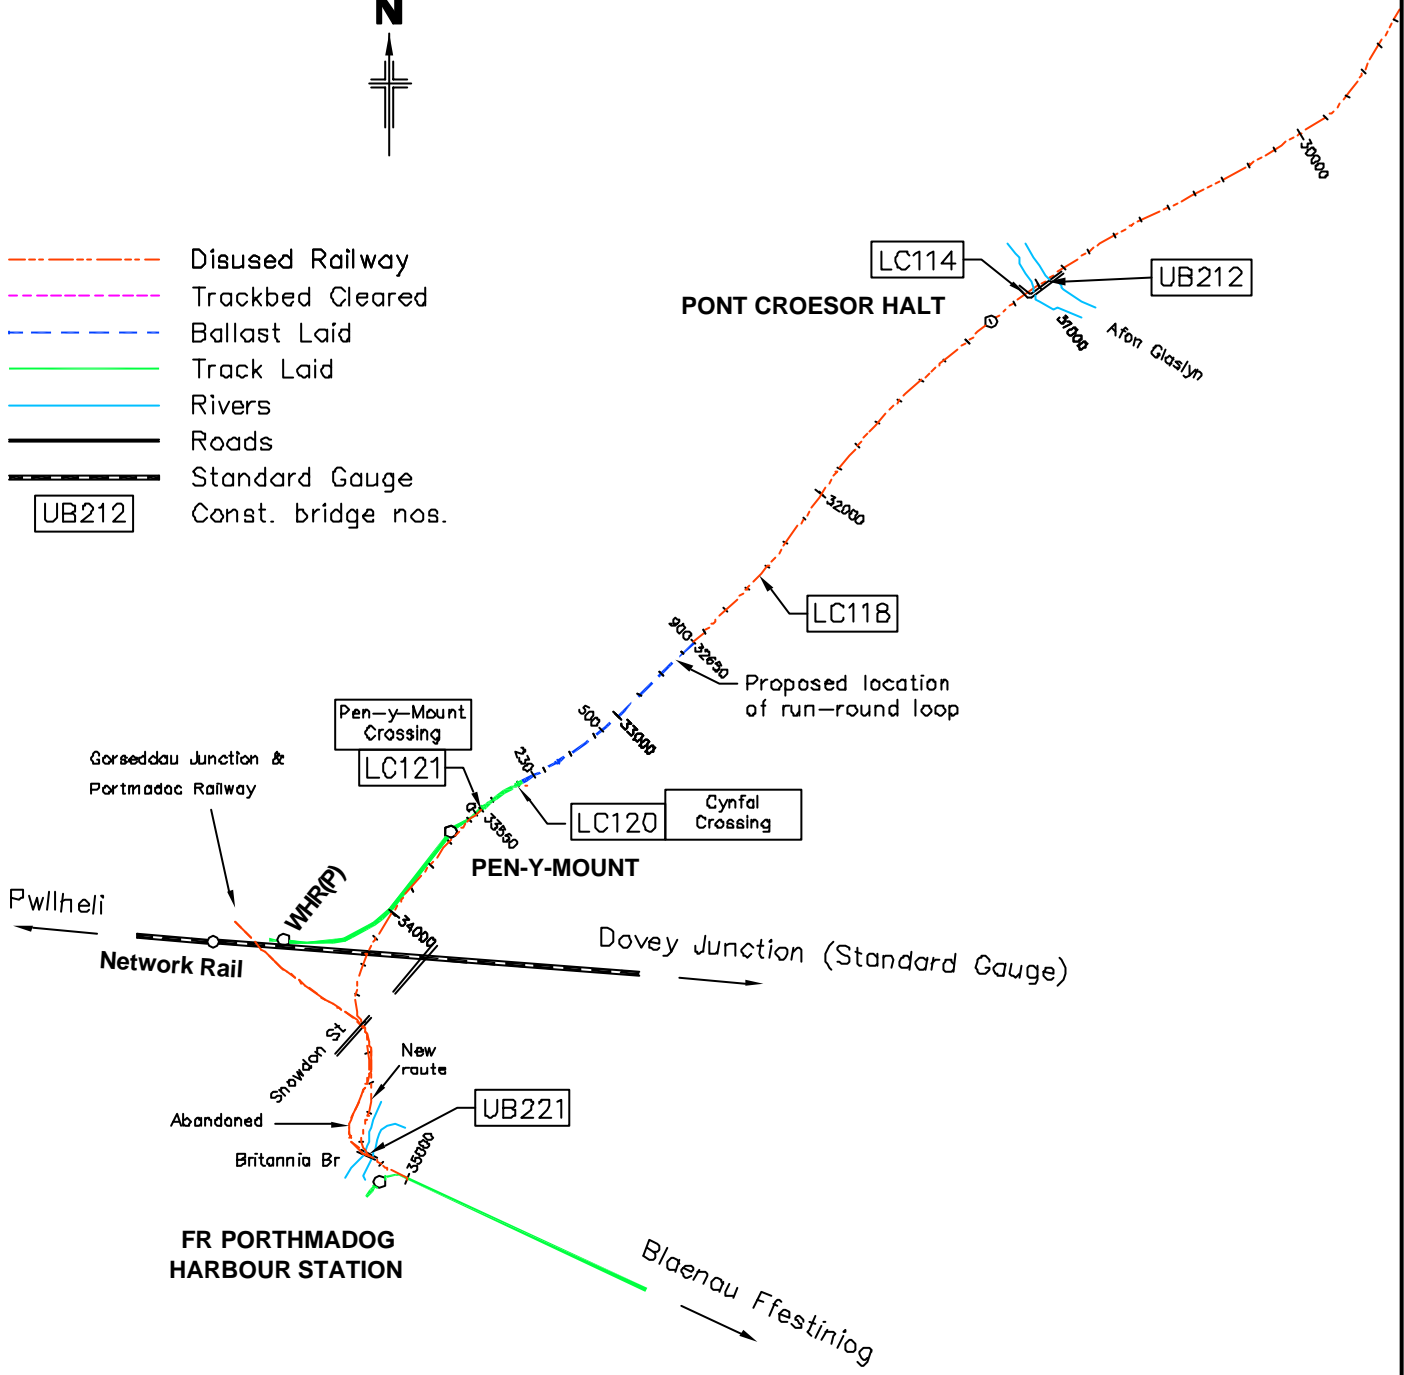 N
Disused Railway
Trackbed Cleared
Ballast Laid
Track Laid
Rivers
Roads
Standard Gauge
UB212
Const. bridge nos.
30000
LC114
UB212
PONT CROESOR HALT
31000
Afon Glaslyn
32000
LC118
900
32650
Proposed location
of run-round loop
500
33000
Pen-y-Mount
Crossing
LC121
230
Gorseddau Junction &
Portmadoc Railway
LC120
Cynfal
Crossing
0
33550
PEN-Y-MOUNT
WHR(P)
Pwllheli
34000
Network Rail
Dovey Junction (Standard Gauge)
Snowdon St
New
route
Abandoned
UB221
Britannia Br
35000
FR PORTHMADOG
HARBOUR STATION
Blaenau Ffestiniog